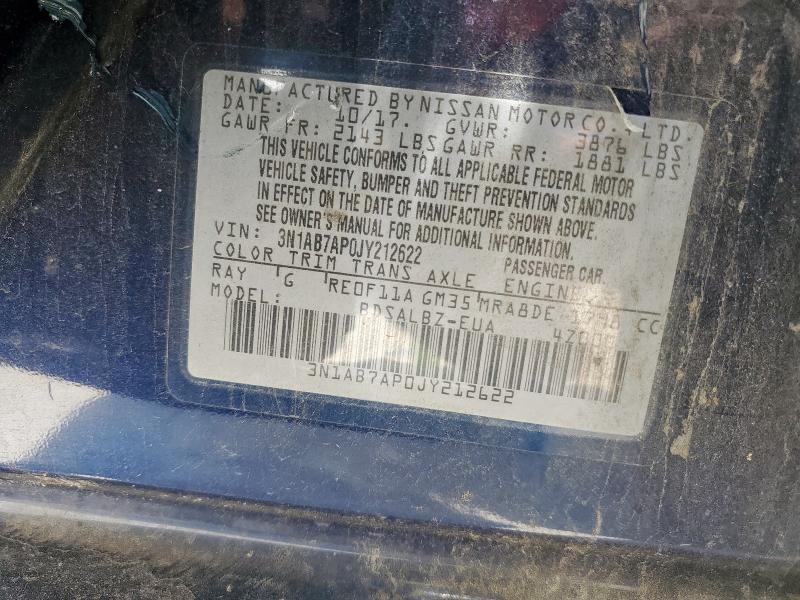 MANUFACTURED BY NISSAN MOTOR CO., LTD.
DATE: 10/17. GVWR: 3876 LBS
GAWR FR: 2143 LBS GAWR RR: 1881 LBS
THIS VEHICLE CONFORMS TO ALL APPLICABLE FEDERAL MOTOR
VEHICLE SAFETY, BUMPER AND THEFT PREVENTION STANDARDS
IN EFFECT ON THE DATE OF MANUFACTURE SHOWN ABOVE.
SEE OWNER'S MANUAL FOR ADDITIONAL INFORMATION.
VIN: 3N1AB7AP0JY212622 PASSENGER CAR
COLOR TRIM TRANS AXLE ENGINE
RAY G RE0F11A GM35 MRA8DE CC
MODEL: BDSALBZ-EUA
3N1AB7AP0JY212622